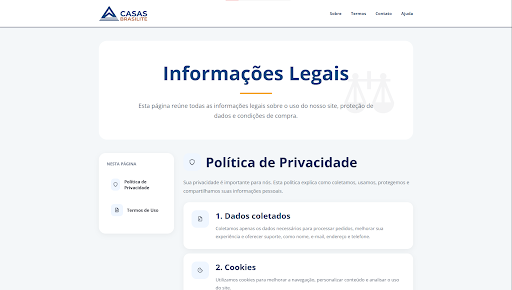 CASAS
BRASILITE
Sobre
Termos
Contato
Ajuda
Informações Legais
Esta página reúne todas as informações legais sobre o uso do nosso site, proteção de
dados e condições de compra.
NESTA PÁGINA
Política de
Privacidade
Termos de Uso
Política de Privacidade
Sua privacidade é importante para nós. Esta política explica como coletamos, usamos, protegemos e
compartilhamos suas informações pessoais.
1. Dados coletados
Coletamos apenas os dados necessários para processar pedidos, melhorar sua
experiência e oferecer suporte, como nome, e-mail, endereço e telefone.
2. Cookies
Utilizamos cookies para melhorar a navegação, personalizar conteúdo e analisar o uso
do site.